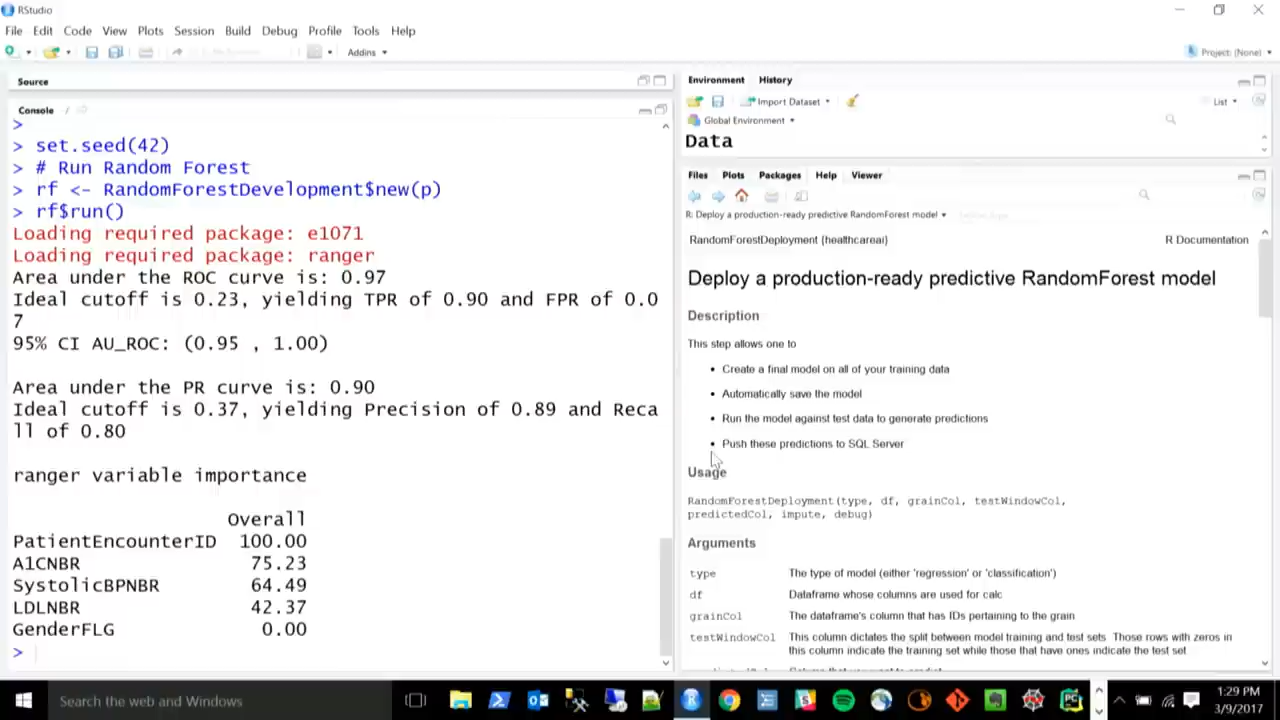 RStudio
File Edit Code View Plots Session Build Debug Profile Tools Help
Addins
Project: (None)
Source
Console
>
> set.seed(42)
> # Run Random Forest
> rf <- RandomForestDevelopment$new(p)
> rf$run()
Loading required package: e1071
Loading required package: ranger
Area under the ROC curve is: 0.97
Ideal cutoff is 0.23, yielding TPR of 0.90 and FPR of 0.0
7
95% CI AU_ROC: (0.95 , 1.00)
Area under the PR curve is: 0.90
Ideal cutoff is 0.37, yielding Precision of 0.89 and Reca
ll of 0.80
ranger variable importance
Overall
PatientEncounterID 100.00
A1CNBR 75.23
SystolicBPNBR 64.49
LDLNBR 42.37
GenderFLG 0.00
>
Environment History
Import Dataset
List
Global Environment
Data
Files Plots Packages Help Viewer
R: Deploy a production-ready predictive RandomForest model
RandomForestDeployment {healthcareai}
R Documentation
Deploy a production-ready predictive RandomForest model
Description
This step allows one to
• Create a final model on all of your training data
• Automatically save the model
• Run the model against test data to generate predictions
• Push these predictions to SQL Server
Usage
RandomForestDeployment(type, df, grainCol, testWindowCol,
predictedCol, impute, debug)
Arguments
type The type of model (either 'regression' or 'classification')
df Dataframe whose columns are used for calc
grainCol The dataframe's column that has IDs pertaining to the grain
testWindowCol This column dictates the split between model training and test sets. Those rows with zeros in
this column indicate the training set while those that have ones indicate the test set
Search the web and Windows
1:29 PM
3/9/2017